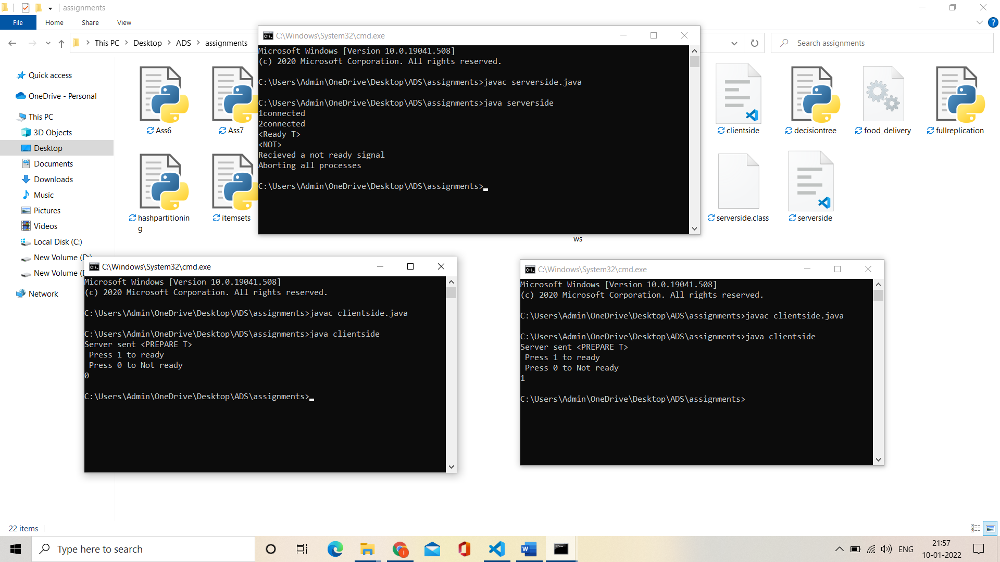 assignments
File Home Share View
This PC > Desktop > ADS > assignments
Search assignments
Quick access
OneDrive - Personal
This PC
3D Objects
Desktop
Documents
Downloads
Music
Pictures
Videos
Local Disk (C:)
New Volume (D:)
New Volume (E
Network
Ass6
Ass7
clientside
decisiontree
food_delivery
fullreplication
hashpartitionin
g
itemsets
serverside.class
serverside
ws
C:\Windows\System32\cmd.exe
Microsoft Windows [Version 10.0.19041.508]
(c) 2020 Microsoft Corporation. All rights reserved.
C:\Users\Admin\OneDrive\Desktop\ADS\assignments>javac serverside.java
C:\Users\Admin\OneDrive\Desktop\ADS\assignments>java serverside
1connected
2connected
<Ready T>
<NOT>
Recieved a not ready signal
Aborting all processes
C:\Users\Admin\OneDrive\Desktop\ADS\assignments>
C:\Windows\System32\cmd.exe
Microsoft Windows [Version 10.0.19041.508]
(c) 2020 Microsoft Corporation. All rights reserved.
C:\Users\Admin\OneDrive\Desktop\ADS\assignments>javac clientside.java
C:\Users\Admin\OneDrive\Desktop\ADS\assignments>java clientside
Server sent <PREPARE T>
Press 1 to ready
Press 0 to Not ready
0
C:\Users\Admin\OneDrive\Desktop\ADS\assignments>
C:\Windows\System32\cmd.exe
Microsoft Windows [Version 10.0.19041.508]
(c) 2020 Microsoft Corporation. All rights reserved.
C:\Users\Admin\OneDrive\Desktop\ADS\assignments>javac clientside.java
C:\Users\Admin\OneDrive\Desktop\ADS\assignments>java clientside
Server sent <PREPARE T>
Press 1 to ready
Press 0 to Not ready
1
C:\Users\Admin\OneDrive\Desktop\ADS\assignments>
22 items
Type here to search
ENG
21:57
10-01-2022